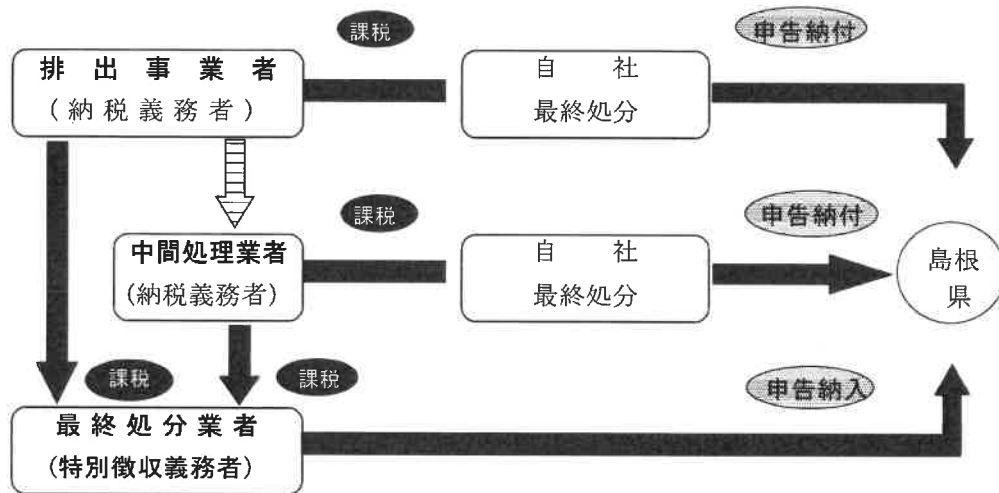 課税
申告納付
排出事業者
(納税義務者)
自社
最終処分
課税
申告納付
中間処理業者
(納税義務者)
自社
最終処分
島根
県
課税
課税
申告納入
最終処分業者
(特別徴収義務者)